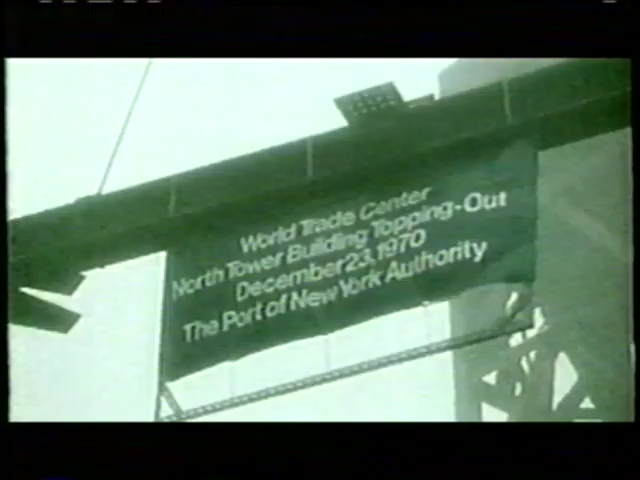 World Trade Center
North Tower Building Topping-Out
December 23, 1970
The Port of New York Authority